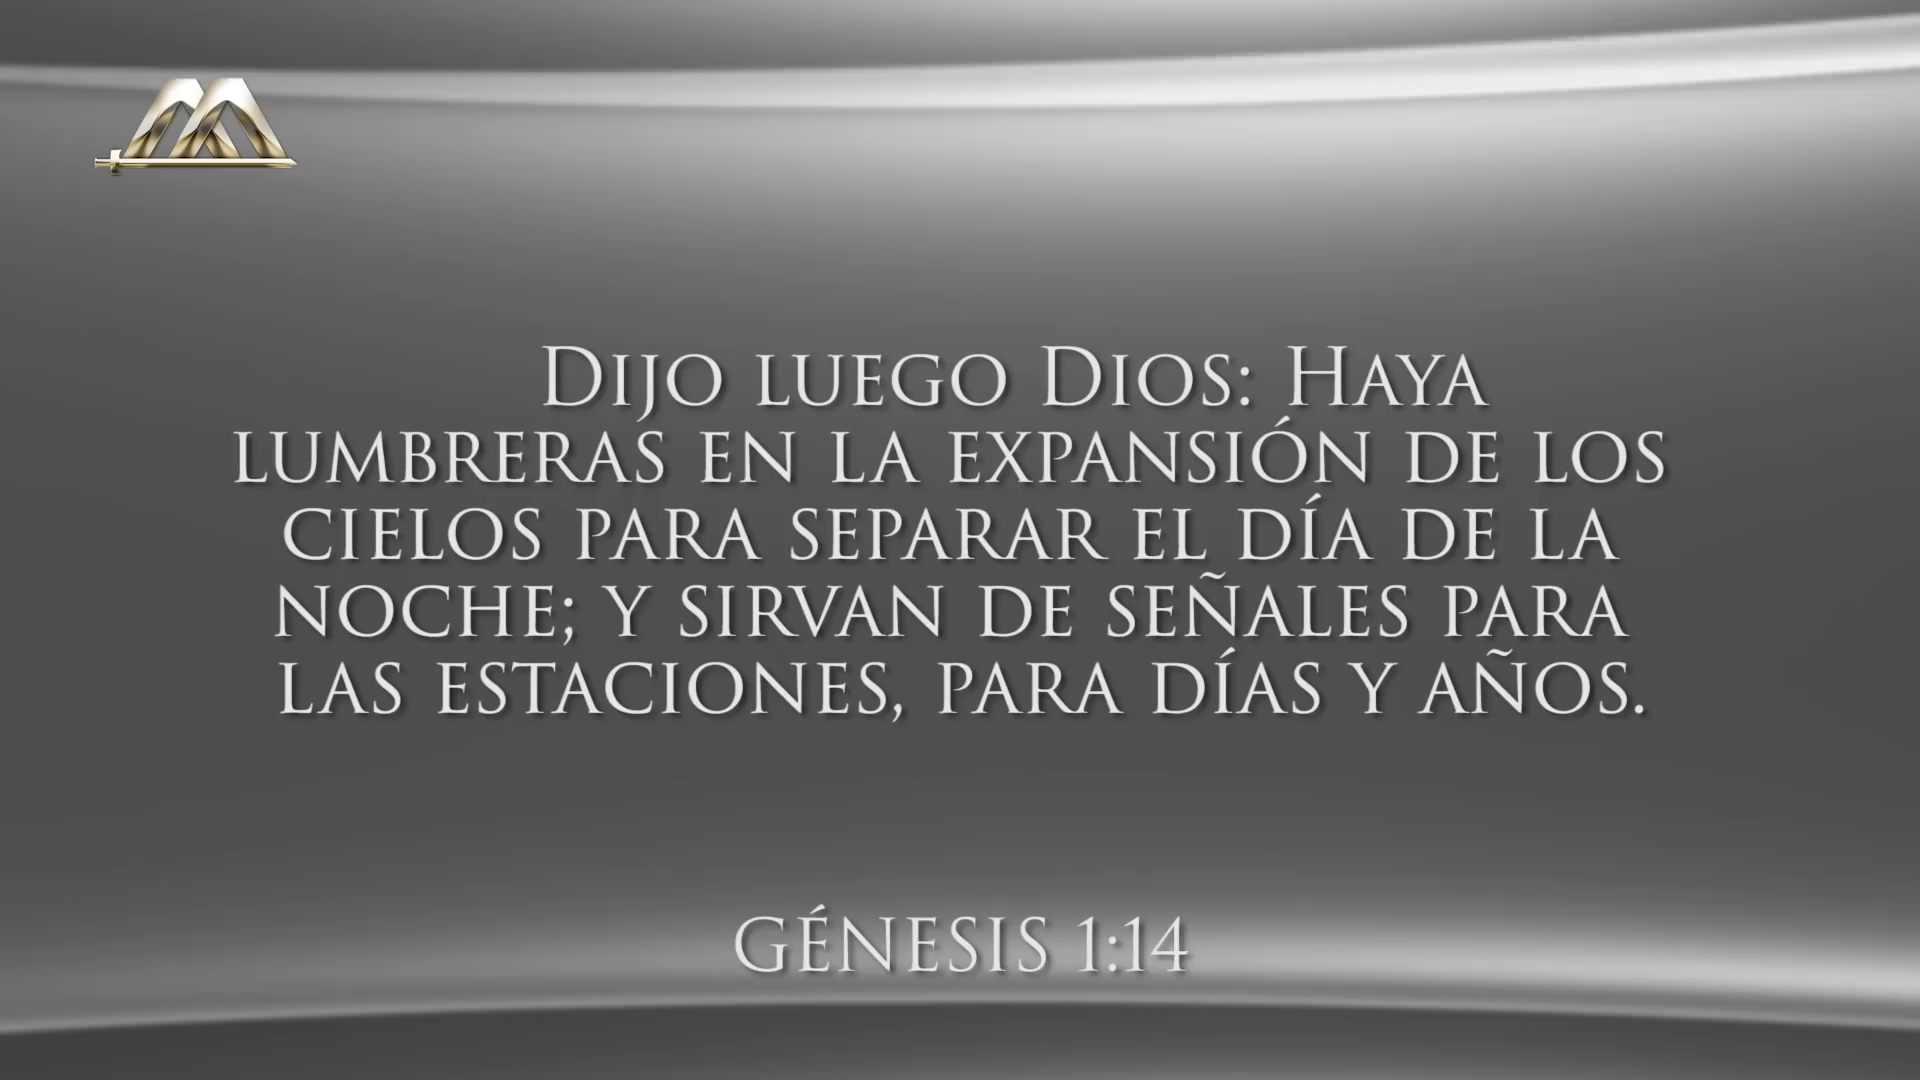 Dijo luego Dios: Haya
lumbreras en la expansión de los
cielos para separar el día de la
noche; y sirvan de señales para
las estaciones, para días y años.
GÉNESIS 1:14